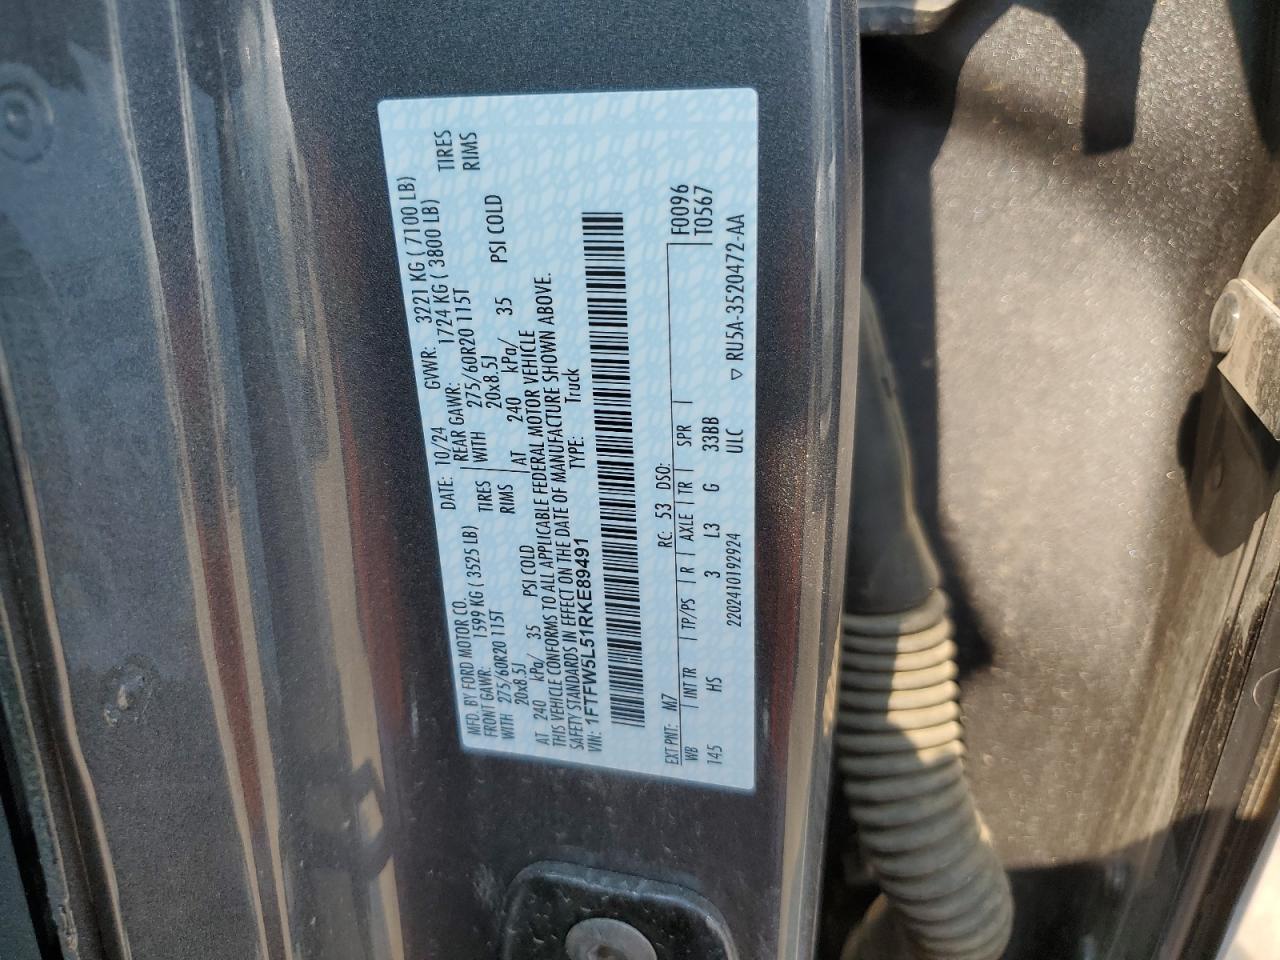 MFD. BY FORD MOTOR CO. DATE: 10/24 GVWR: 3221 KG ( 7100 LB)
FRONT GAWR: 1599 KG ( 3525 LB) REAR GAWR: 1724 KG ( 3800 LB)
WITH 275/60R20 115T TIRES WITH 275/60R20 115T TIRES
20x8.5J RIMS 20x8.5J RIMS
AT 240 kPa/ 35 PSI COLD AT 240 kPa/ 35 PSI COLD
THIS VEHICLE CONFORMS TO ALL APPLICABLE FEDERAL MOTOR VEHICLE
SAFETY STANDARDS IN EFFECT ON THE DATE OF MANUFACTURE SHOWN ABOVE.
VIN: 1FTFW5L51RKE89491 TYPE: Truck
EXT PNT: M7 RC: 53 DSO: F0096
WB INT TR TP/PS R AXLE TR SPR T0567
145 HS 3 L3 G 33BB
2202410192924 ULC ▽ RU5A-3520472-AA